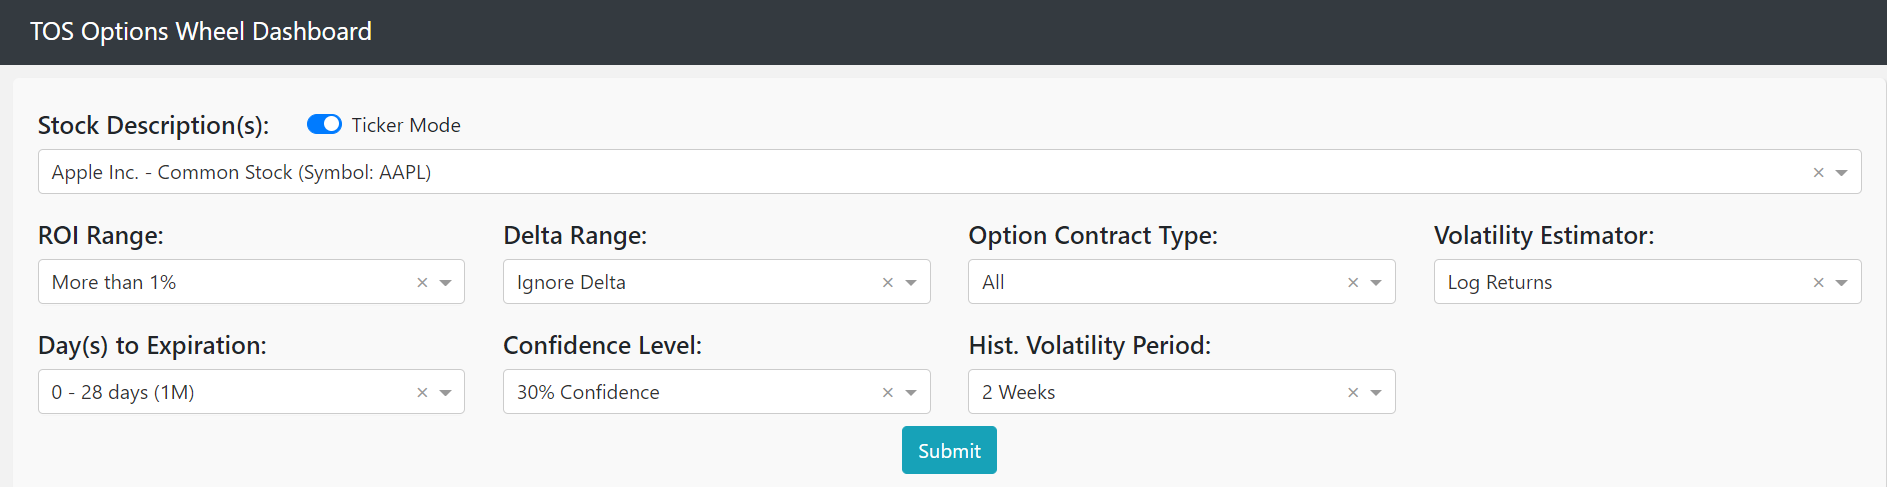 TOS Options Wheel Dashboard
Stock Description(s): Ticker Mode
Apple Inc. - Common Stock (Symbol: AAPL)
ROI Range: Delta Range: Option Contract Type: Volatility Estimator:
More than 1% Ignore Delta All Log Returns
Day(s) to Expiration: Confidence Level: Hist. Volatility Period:
0 - 28 days (1M) 30% Confidence 2 Weeks
Submit